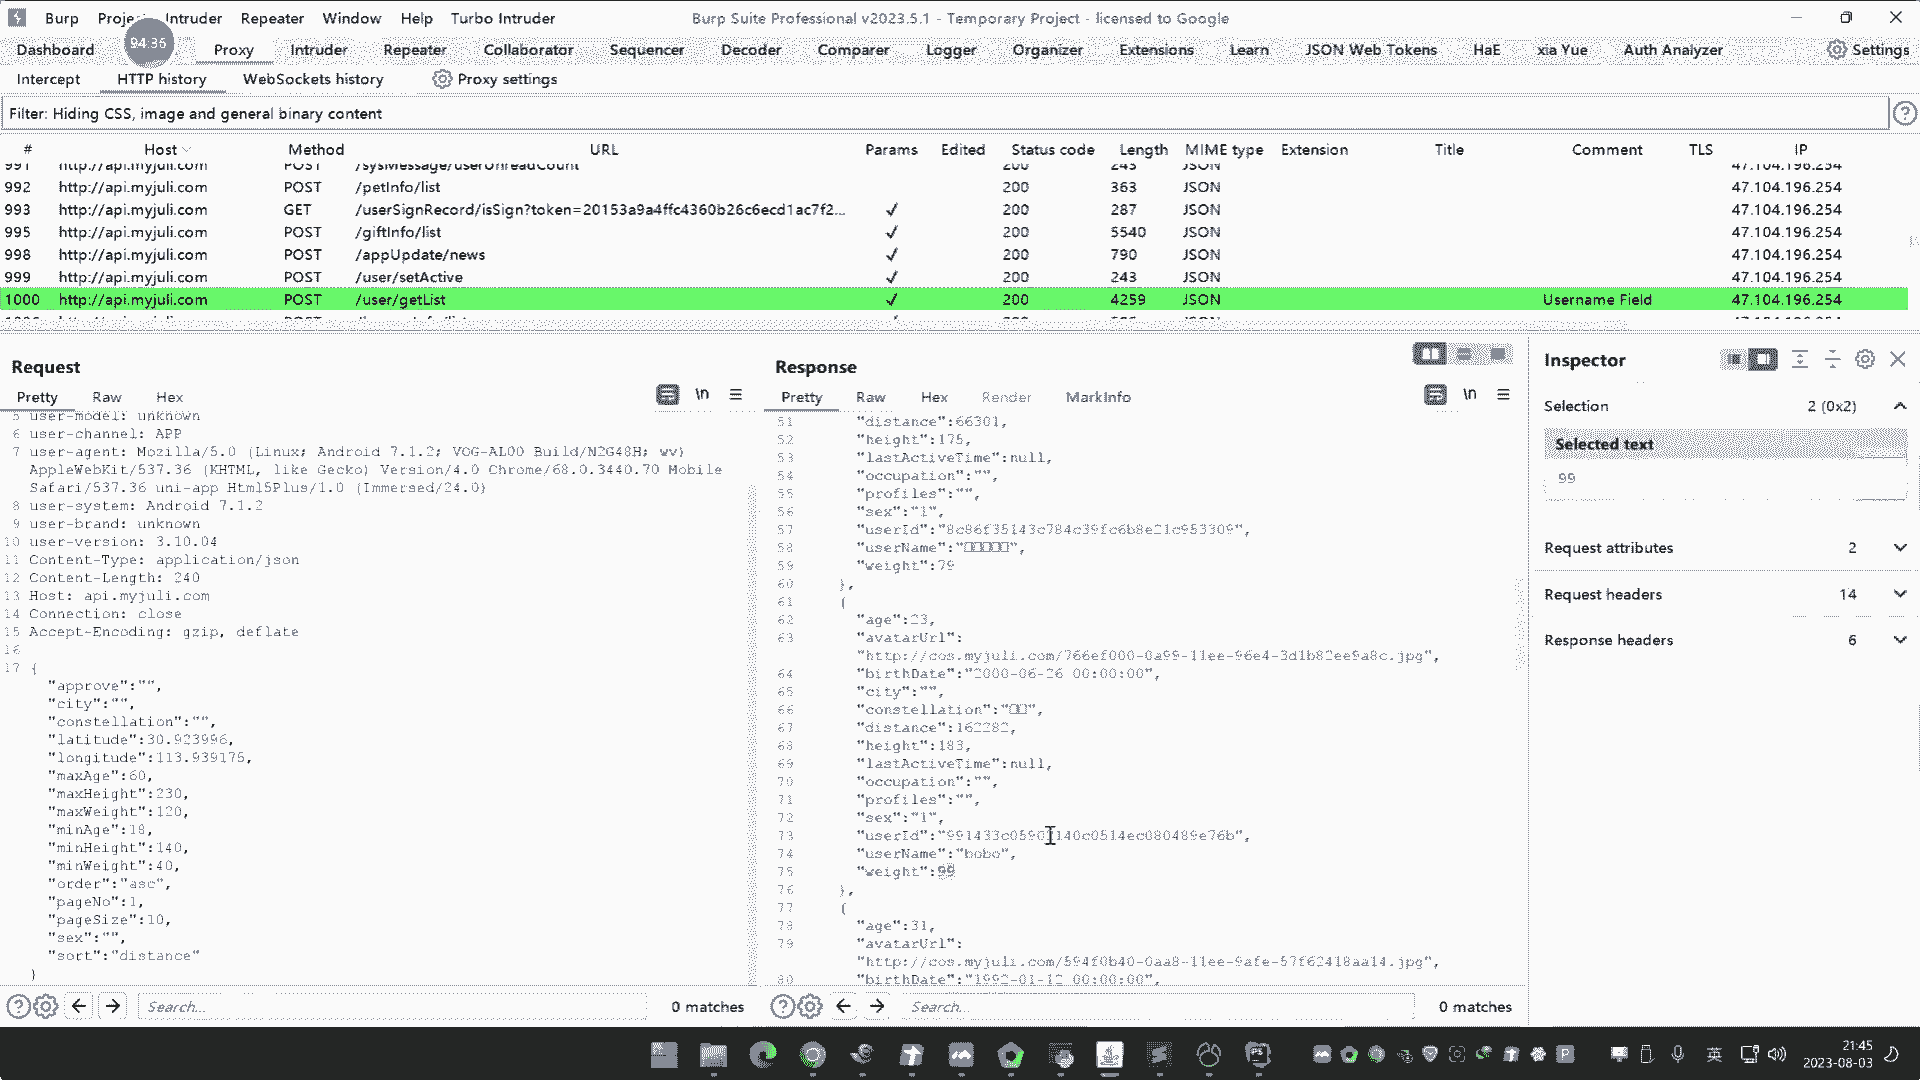 Burp Project Intruder Repeater Window Help Turbo Intruder Burp Suite Professional v2023.5.1 - Temporary Project - licensed to Google
94:35
Dashboard Proxy Intruder Repeater Collaborator Sequencer Decoder Comparer Logger Organizer Extensions Learn JSON Web Tokens HaE xia Yue Auth Analyzer Settings
Intercept HTTP history WebSockets history Proxy settings
Filter: Hiding CSS, image and general binary content
# Host Method URL Params Edited Status code Length MIME type Extension Title Comment TLS IP
991 http://api.myjuli.com POST /sysMessage/userUnreadCount 200 243 JSON 47.104.196.254
992 http://api.myjuli.com POST /petInfo/list 200 363 JSON 47.104.196.254
993 http://api.myjuli.com GET /userSignRecord/isSign?token=20153a9a4ffc4360b26c6ecd1ac7f2... ✓ 200 287 JSON 47.104.196.254
995 http://api.myjuli.com POST /giftInfo/list ✓ 200 5540 JSON 47.104.196.254
998 http://api.myjuli.com POST /appUpdate/news ✓ 200 790 JSON 47.104.196.254
999 http://api.myjuli.com POST /user/setActive ✓ 200 243 JSON 47.104.196.254
1000 http://api.myjuli.com POST /user/getList ✓ 200 4259 JSON Username Field 47.104.196.254
Request
Pretty Raw Hex \n
5 user-model: unknown
6 user-channel: APP
7 user-agent: Mozilla/5.0 (Linux; Android 7.1.2; VOG-AL00 Build/N2G48H; wv)
AppleWebKit/537.36 (KHTML, like Gecko) Version/4.0 Chrome/68.0.3440.70 Mobile
Safari/537.36 uni-app Html5Plus/1.0 (Immersed/24.0)
8 user-system: Android 7.1.2
9 user-brand: unknown
10 user-version: 3.10.04
11 Content-Type: application/json
12 Content-Length: 240
13 Host: api.myjuli.com
14 Connection: close
15 Accept-Encoding: gzip, deflate
16
17 {
"approve":"",
"city":"",
"constellation":"",
"latitude":30.923996,
"longitude":113.939175,
"maxAge":60,
"maxHeight":230,
"maxWeight":120,
"minAge":18,
"minHeight":140,
"minWeight":40,
"order":"asc",
"pageNo":1,
"pageSize":10,
"sex":"",
"sort":"distance"
}
Search... 0 matches
Response
Pretty Raw Hex Render MarkInfo \n
51 "distance":66301,
52 "height":175,
53 "lastActiveTime":null,
54 "occupation":"",
55 "profiles":"",
56 "sex":"1",
57 "userId":"8c86f35143c784c39fc6b8e21c953309",
58 "userName":"□□□□□",
59 "weight":79
60 },
61 {
62 "age":23,
63 "avatarUrl":
"http://cos.myjuli.com/766ef000-0a99-11ee-96e4-3d1b82ee9a8c.jpg",
64 "birthDate":"2000-06-26 00:00:00",
65 "city":"",
66 "constellation":"□□",
67 "distance":162282,
68 "height":183,
69 "lastActiveTime":null,
70 "occupation":"",
71 "profiles":"",
72 "sex":"1",
73 "userId":
74 "userName":"bobo",
75 "weight":99
76 },
77 {
78 "age":31,
79 "avatarUrl":
"http://cos.myjuli.com/594f0b40-0aa8-11ee-9afe-57f62418aa14.jpg",
80 "birthDate":"1992-01-12 00:00:00",
Search... 0 matches
Inspector
Selection 2 (0x2)
Selected text
99
Request attributes 2
Request headers 14
Response headers 6
英
21:45
2023-08-03